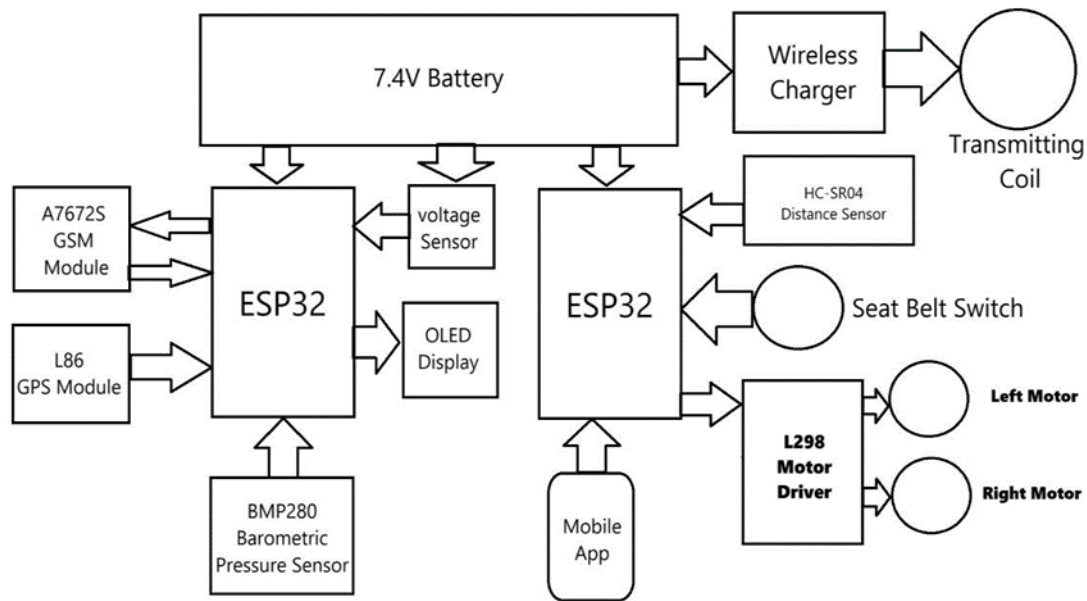 7.4V Battery
Wireless
Charger
Transmitting
Coil
A7672S
GSM
Module
voltage
Sensor
HC-SR04
Distance Sensor
ESP32
ESP32
Seat Belt Switch
L86
GPS Module
OLED
Display
Left Motor
L298
Motor
Driver
Right Motor
BMP280
Barometric
Pressure Sensor
Mobile
App